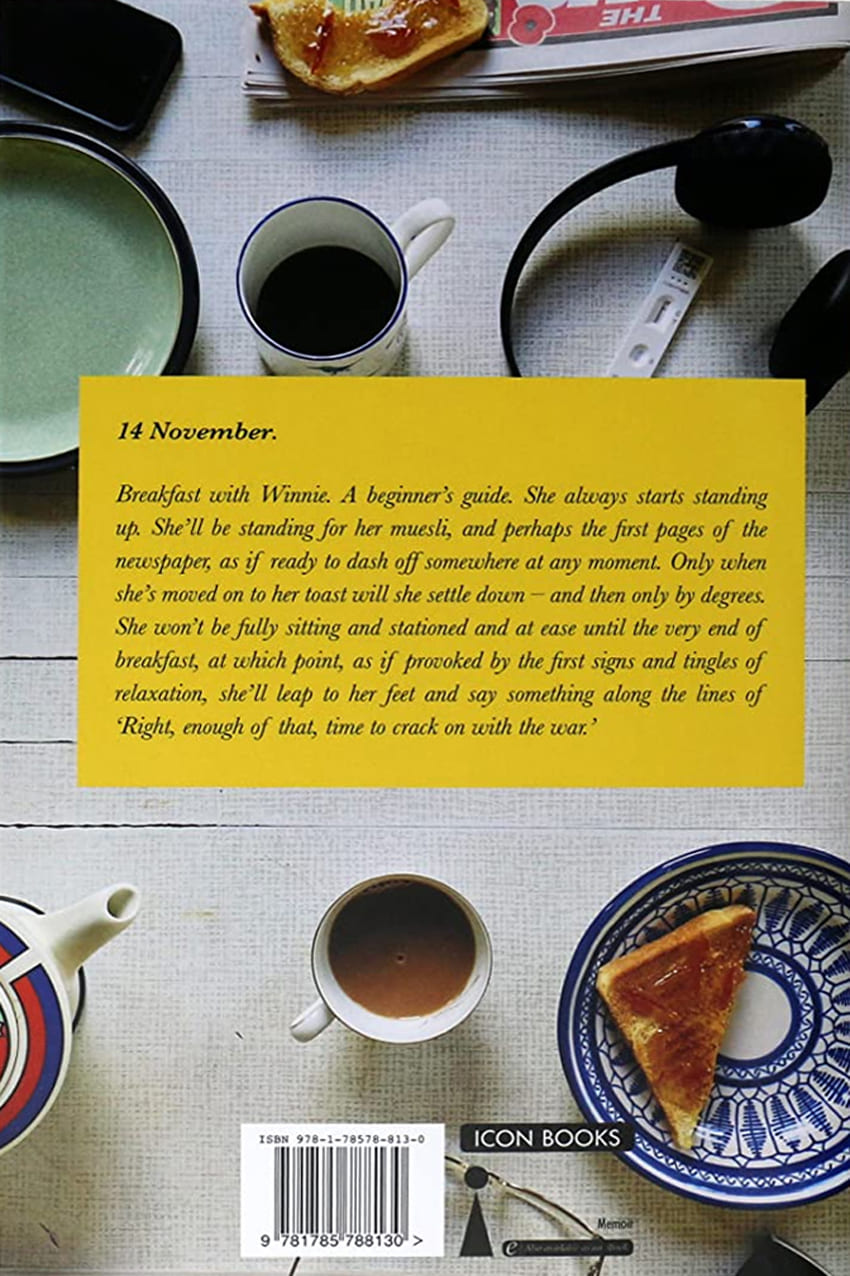 THE
14 November.
Breakfast with Winnie. A beginner’s guide. She always starts standing
up. She’ll be standing for her muesli, and perhaps the first pages of the
newspaper, as if ready to dash off somewhere at any moment. Only when
she’s moved on to her toast will she settle down – and then only by degrees.
She won’t be fully sitting and stationed and at ease until the very end of
breakfast, at which point, as if provoked by the first signs and tingles of
relaxation, she’ll leap to her feet and say something along the lines of
‘Right, enough of that, time to crack on with the war.’
ISBN 978-1-78578-813-0
9 781785 788130 >
ICON BOOKS
Memoir
e Also available as an